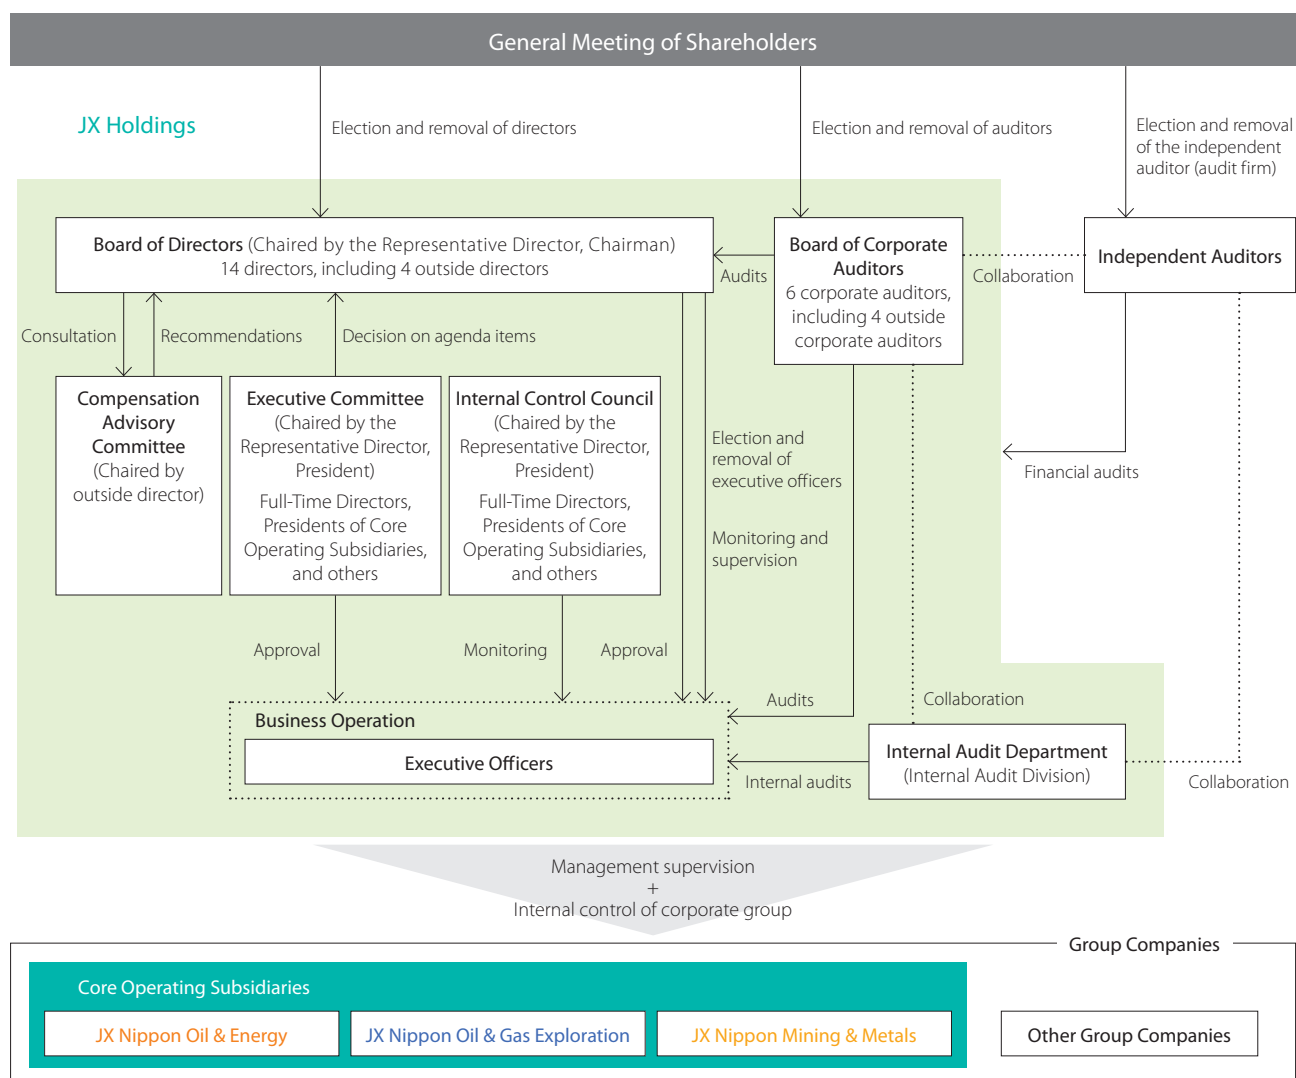 General Meeting of Shareholders
JX Holdings
Election and removal of directors
Election and removal of auditors
Election and removal
of the independent
auditor (audit firm)
Board of Directors (Chaired by the Representative Director, Chairman)
14 directors, including 4 outside directors
Audits
Board of Corporate
Auditors
6 corporate auditors,
including 4 outside
corporate auditors
Collaboration
Independent Auditors
Consultation
Recommendations
Decision on agenda items
Compensation
Advisory
Committee
(Chaired by
outside director)
Executive Committee
(Chaired by the
Representative Director,
President)
Full-Time Directors,
Presidents of Core
Operating Subsidiaries,
and others
Internal Control Council
(Chaired by the
Representative Director,
President)
Full-Time Directors,
Presidents of Core
Operating Subsidiaries,
and others
Election and
removal of
executive officers
Monitoring and
supervision
Financial audits
Approval
Monitoring
Approval
Audits
Collaboration
Business Operation
Executive Officers
Internal audits
Internal Audit Department
(Internal Audit Division)
Collaboration
Management supervision
+
Internal control of corporate group
Group Companies
Core Operating Subsidiaries
JX Nippon Oil & Energy
JX Nippon Oil & Gas Exploration
JX Nippon Mining & Metals
Other Group Companies